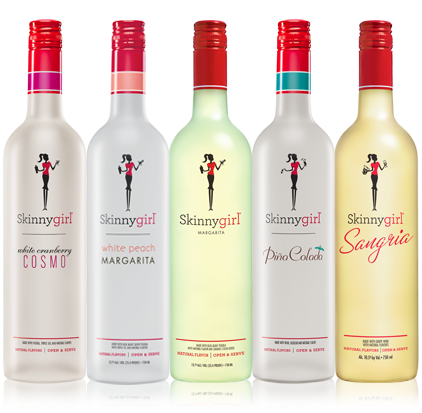 Skinnygirl
white cranberry
COSMO
NATURAL FLAVORS | OPEN & SERVE
Skinnygirl
white peach
MARGARITA
NATURAL FLAVORS | OPEN & SERVE
Skinnygirl
MARGARITA
NATURAL FLAVOR | OPEN & SERVE
Skinnygirl
Piña Colada
NATURAL FLAVORS | OPEN & SERVE
Skinnygirl
Sangria
NATURAL FLAVORS | OPEN & SERVE